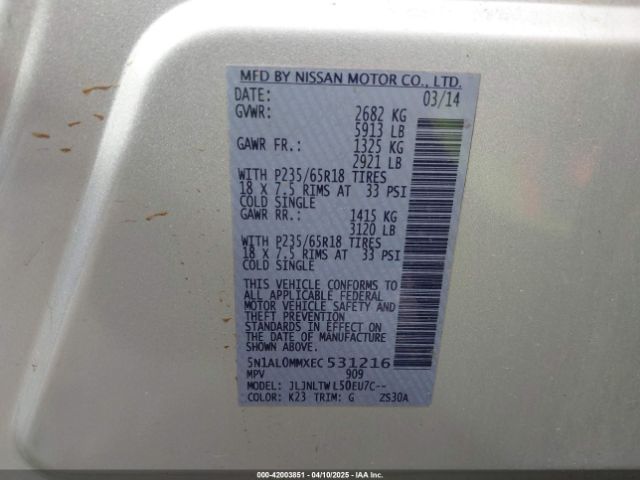 MFD BY NISSAN MOTOR CO., LTD.
DATE: 03/14
GVWR: 2682 KG
5913 LB
GAWR FR.: 1325 KG
2921 LB
WITH P235/65R18 TIRES
18 X 7.5 RIMS AT 33 PSI
COLD SINGLE
GAWR RR.: 1415 KG
3120 LB
WITH P235/65R18 TIRES
18 X 7.5 RIMS AT 33 PSI
COLD SINGLE
THIS VEHICLE CONFORMS TO
ALL APPLICABLE FEDERAL
MOTOR VEHICLE SAFETY AND
THEFT PREVENTION
STANDARDS IN EFFECT ON
THE DATE OF MANUFACTURE
SHOWN ABOVE.
5N1AL0MMXEC531216
MPV 909
MODEL: JLJNLTWL50EU7C--
COLOR: K23 TRIM: G ZS30A
000-42003851 - 04/10/2025 - IAA Inc.